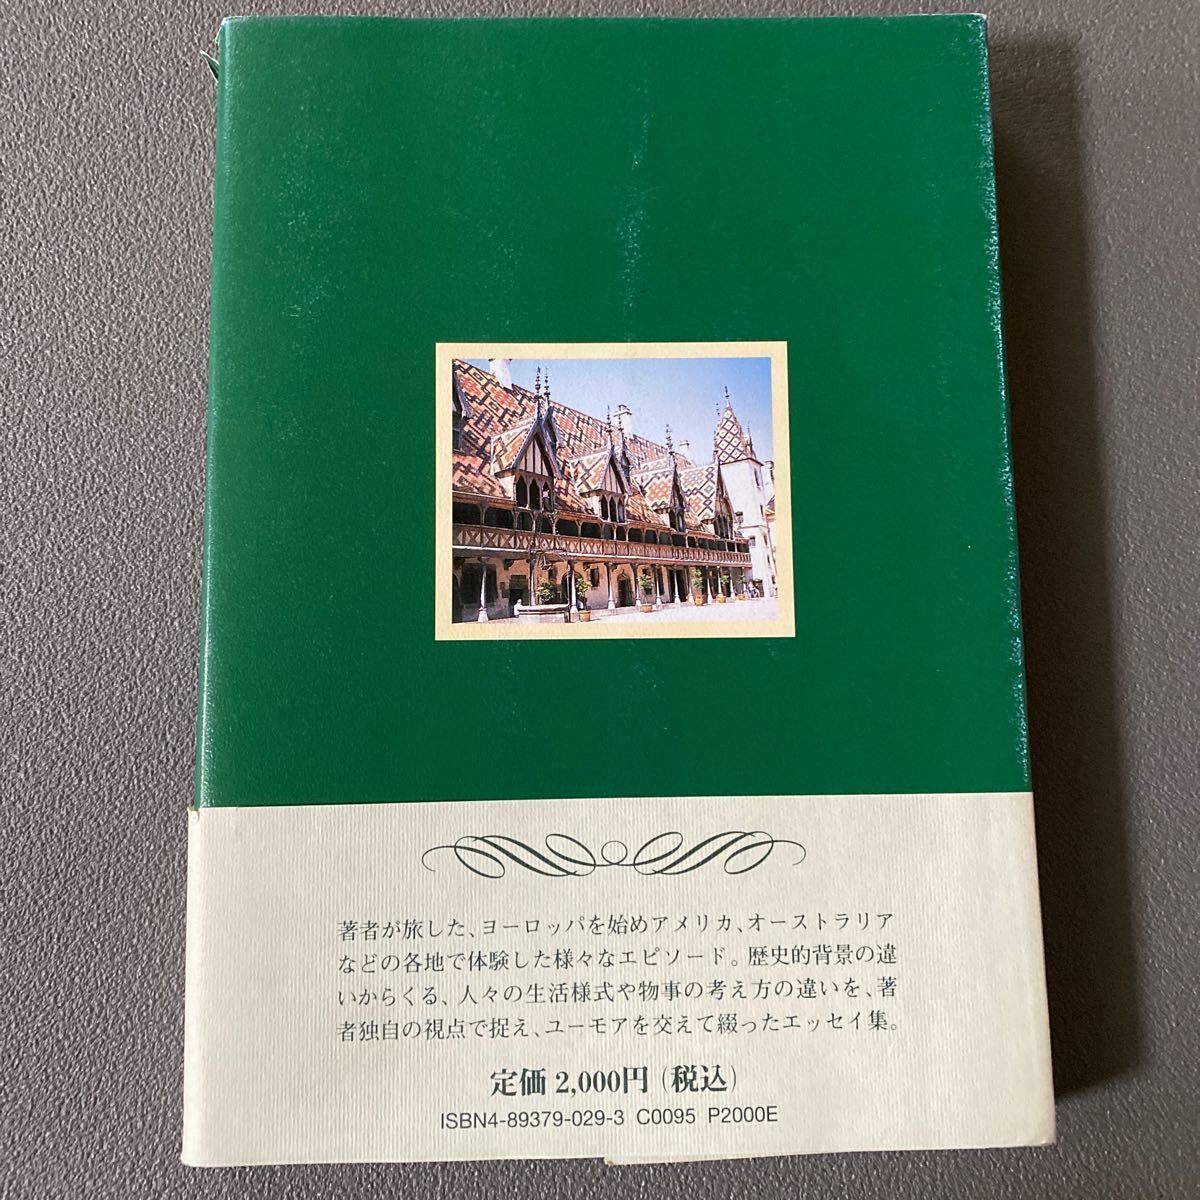 著者が旅した、ヨーロッパを始めアメリカ、オーストラリア
などの各地で体験した様々なエピソード。歴史的背景の違
いからくる、人々の生活様式や物事の考え方の違いを、著
者独自の視点で捉え、ユーモアを交えて綴ったエッセイ集。
定価 2,000円（税込）
ISBN4-89379-029-3 C0095 P2000E